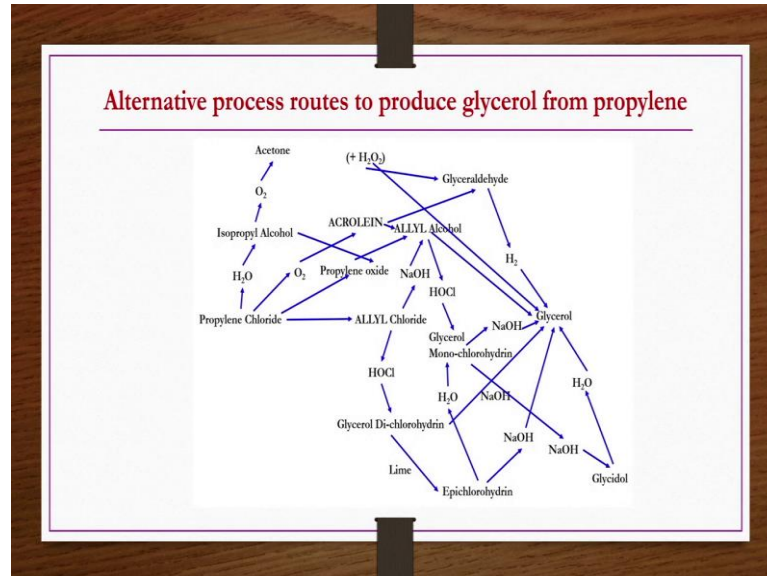 Alternative process routes to produce glycerol from propylene
Acetone
(+ H₂O₂)
Glyceraldehyde
O₂
ACROLEIN
ALLYL Alcohol
Isopropyl Alcohol
H₂
H₂O
O₂
Propylene oxide
NaOH
HOCl
Propylene Chloride
ALLYL Chloride
Glycerol
NaOH
Glycerol
Mono-chlorohydrin
HOCl
H₂O
NaOH
H₂O
Glycerol Di-chlorohydrin
NaOH
NaOH
Lime
Glycidol
Epichlorohydrin